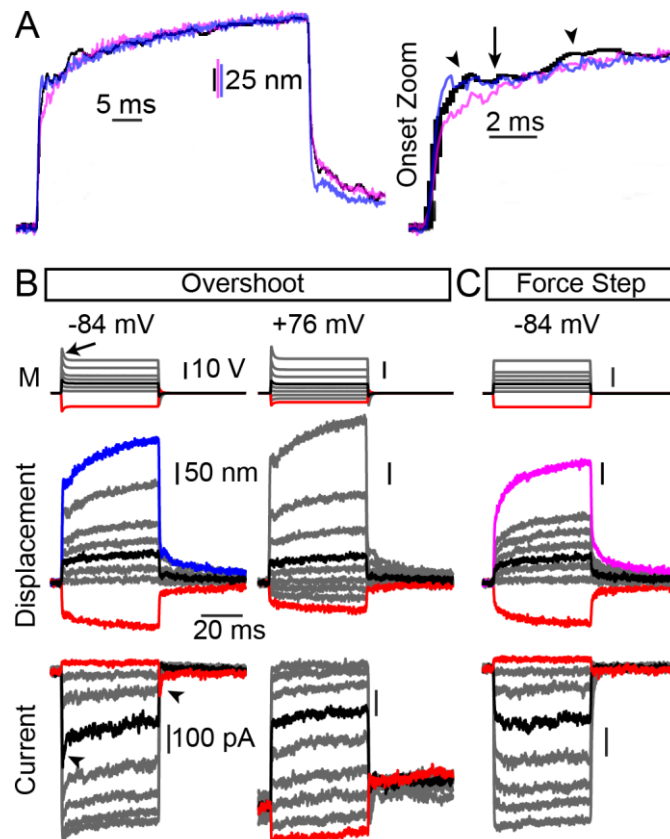 A
25 nm
5 ms
Onset Zoom
2 ms
B
Overshoot
C
Force Step
-84 mV
+76 mV
-84 mV
M
10 V
Displacement
50 nm
20 ms
Current
100 pA